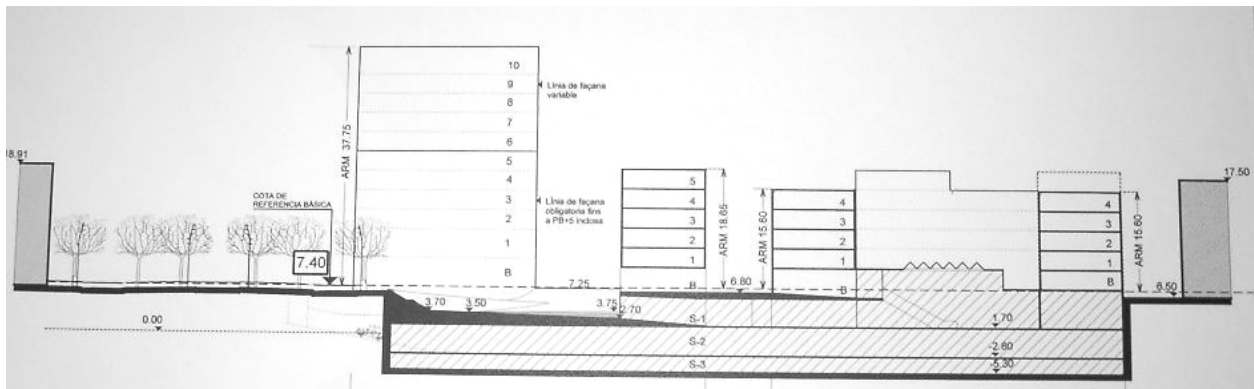 10
9
8
7
6
5
4
3
2
1
B
ARM 37.75
Línia de façana
variable
Línia de façana
obligatoria fins
a PB+5 inclosa
18.91
COTA DE
REFERENCIA BÀSICA
7.40
5
4
3
2
1
B
ARM 18.65
ARM 15.60
4
3
2
1
B
4
3
2
1
B
ARM 15.60
17.50
7.25
6.80
6.50
3.70
3.50
3.75
2.70
0.00
S-1
1.70
S-2
-2.80
S-3
-5.30